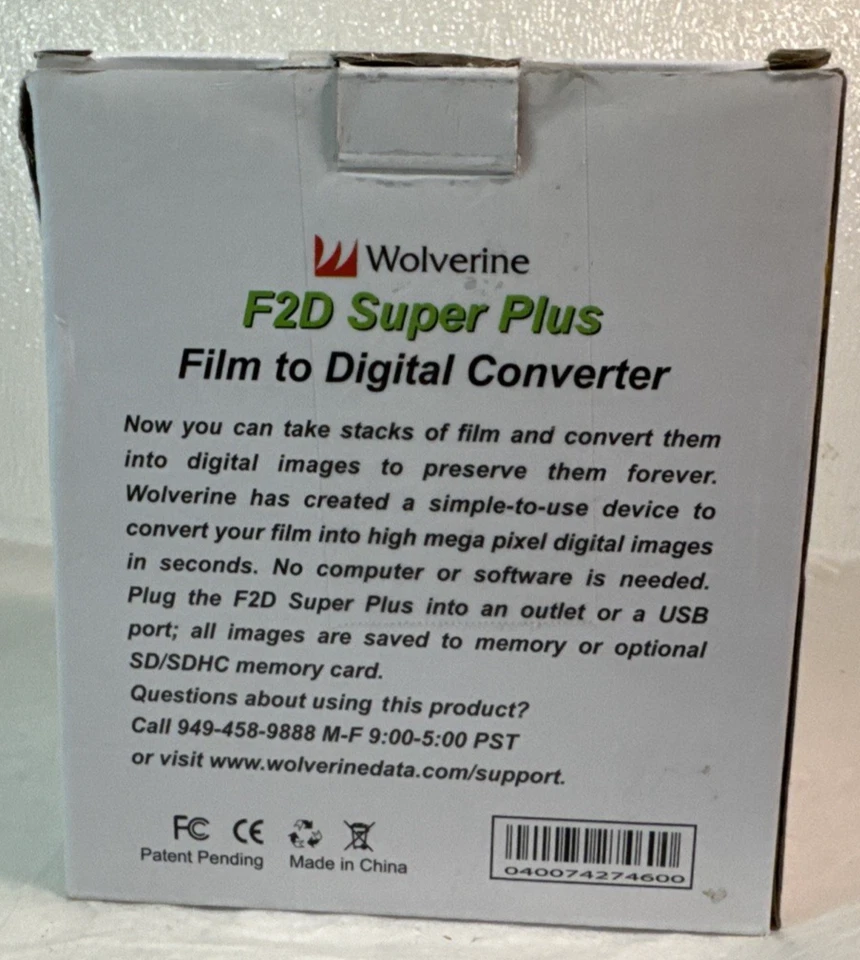 Wolverine
F2D Super Plus
Film to Digital Converter
Now you can take stacks of film and convert them
into digital images to preserve them forever.
Wolverine has created a simple-to-use device to
convert your film into high mega pixel digital images
in seconds. No computer or software is needed.
Plug the F2D Super Plus into an outlet or a USB
port; all images are saved to memory or optional
SD/SDHC memory card.
Questions about using this product?
Call 949-458-9888 M-F 9:00-5:00 PST
or visit www.wolverinedata.com/support.
FC CE
Patent Pending Made in China
040074274600